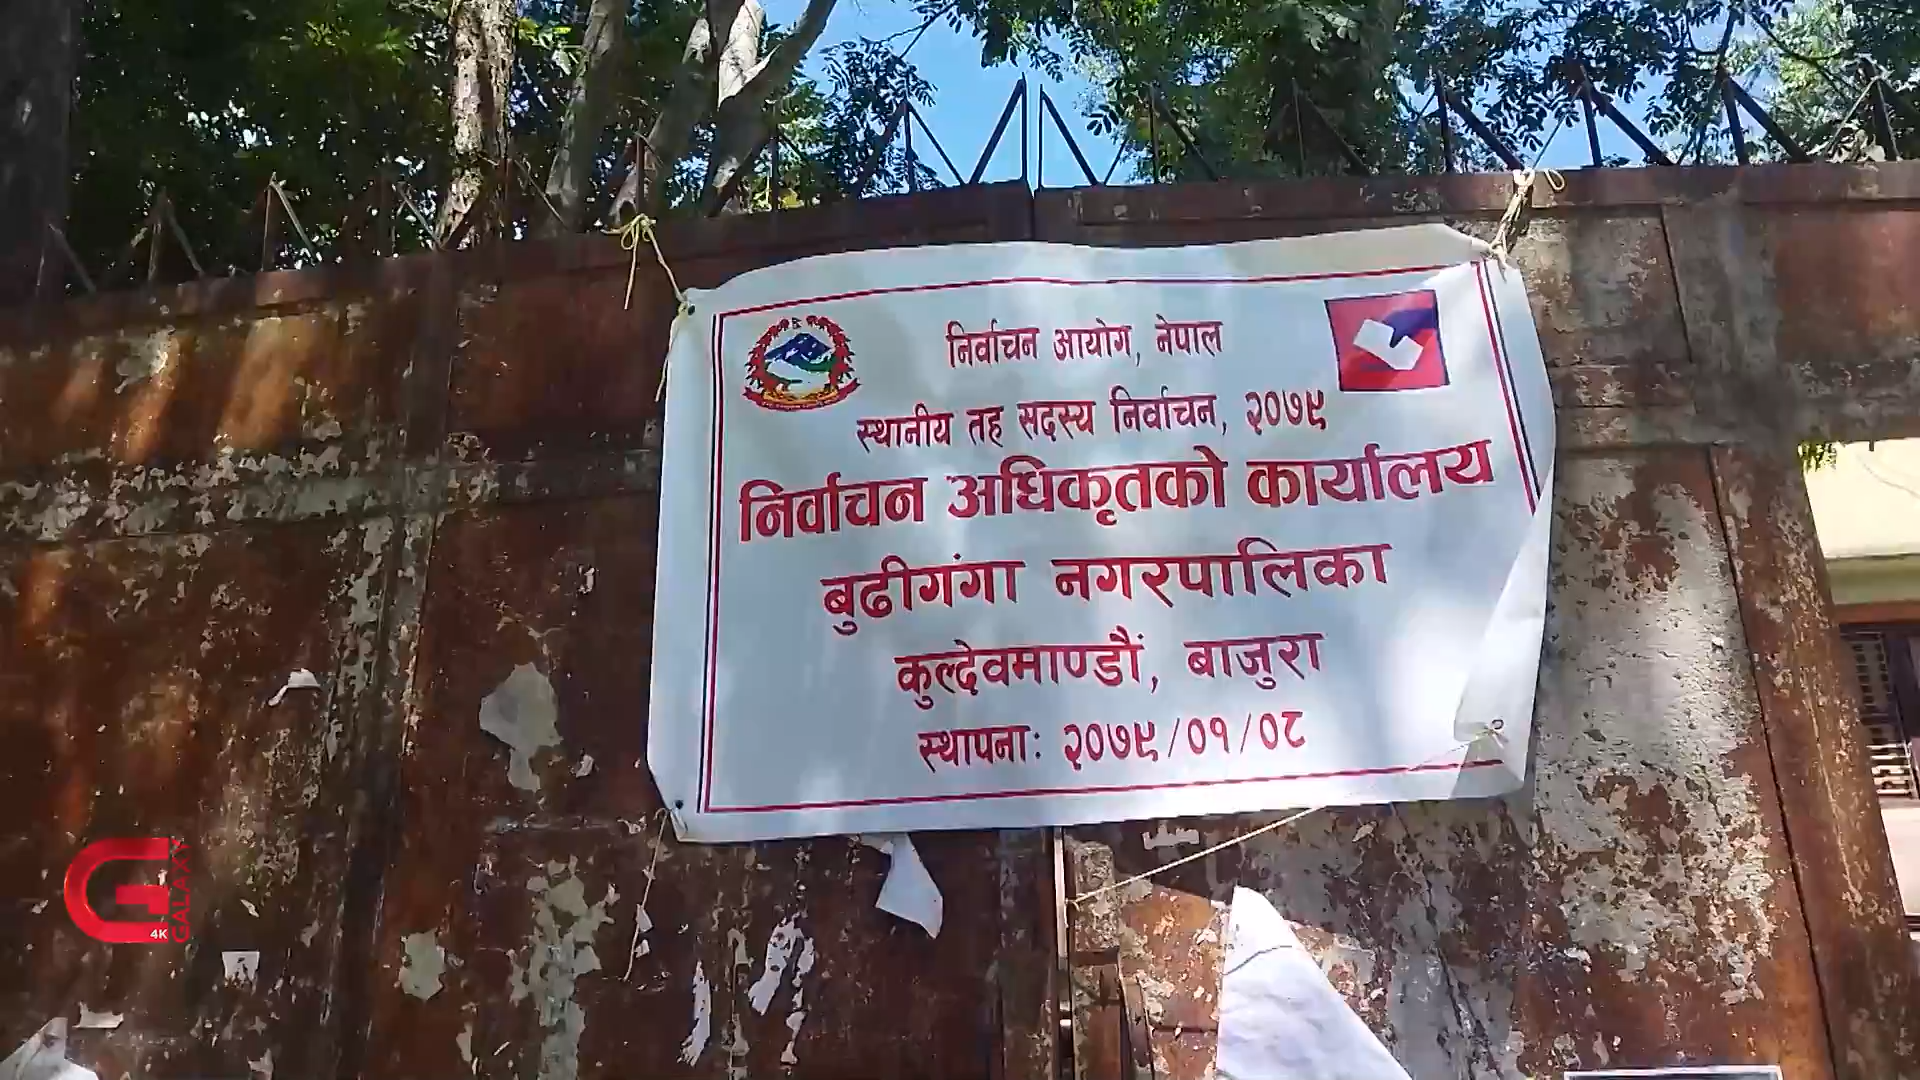 निर्वाचन आयोग, नेपाल
स्थानीय तह सदस्य निर्वाचन, २०७९
निर्वाचन अधिकृतको कार्यालय
बुढीगंगा नगरपालिका
कुल्देवमाण्डौं, बाजुरा
स्थापना: २०७९/०१/०८
4K
GALAXY